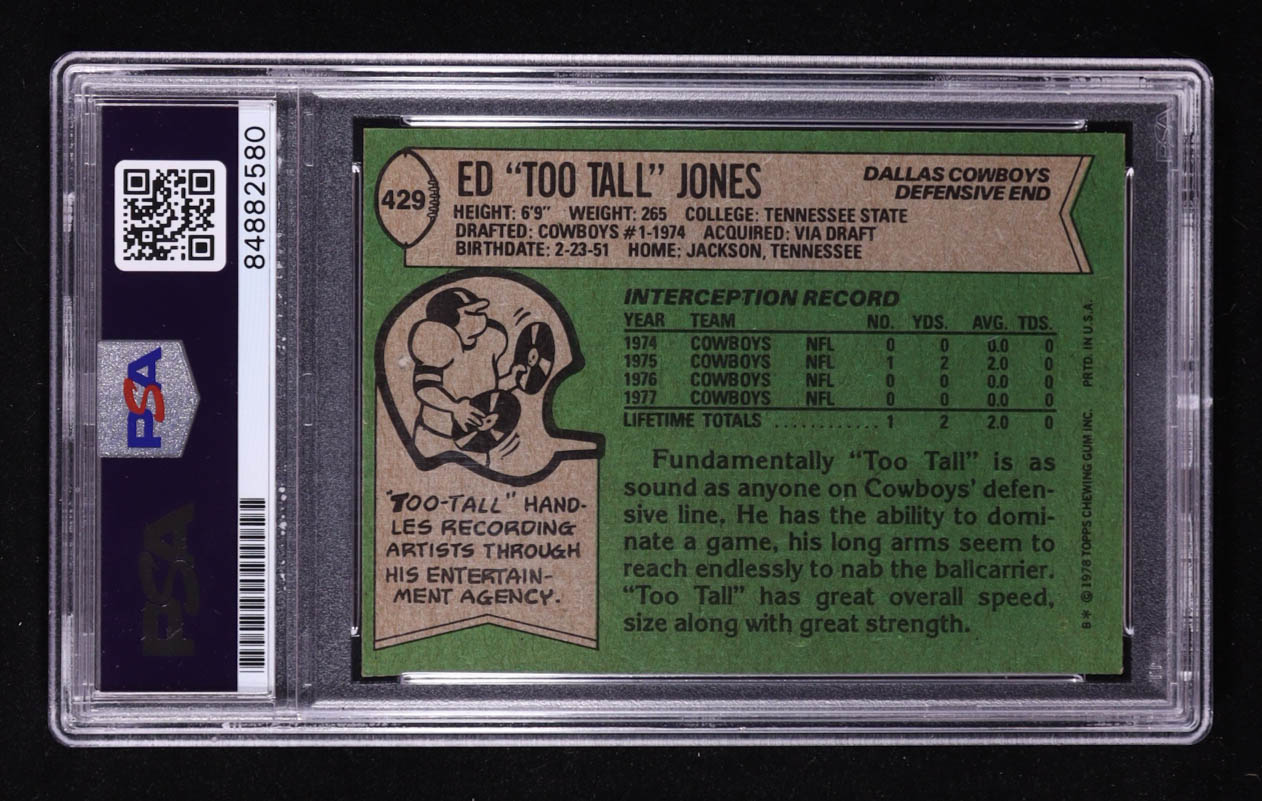 84882580
PSA
PSA
429
ED "TOO TALL" JONES
DALLAS COWBOYS
DEFENSIVE END
HEIGHT: 6'9" WEIGHT: 265 COLLEGE: TENNESSEE STATE
DRAFTED: COWBOYS #1-1974 ACQUIRED: VIA DRAFT
BIRTHDATE: 2-23-51 HOME: JACKSON, TENNESSEE
"TOO-TALL" HAND-
LES RECORDING
ARTISTS THROUGH
HIS ENTERTAIN-
MENT AGENCY.
INTERCEPTION RECORD
YEAR TEAM NO. YDS. AVG. TDS.
1974 COWBOYS NFL 0 0 0.0 0
1975 COWBOYS NFL 1 2 2.0 0
1976 COWBOYS NFL 0 0 0.0 0
1977 COWBOYS NFL 0 0 0.0 0
LIFETIME TOTALS ............ 1 2 2.0 0
Fundamentally "Too Tall" is as
sound as anyone on Cowboys' defen-
sive line. He has the ability to domi-
nate a game, his long arms seem to
reach endlessly to nab the ballcarrier.
"Too Tall" has great overall speed,
size along with great strength.
B* © 1978 TOPPS CHEWING GUM INC. PRTD. IN U.S.A.
PSA